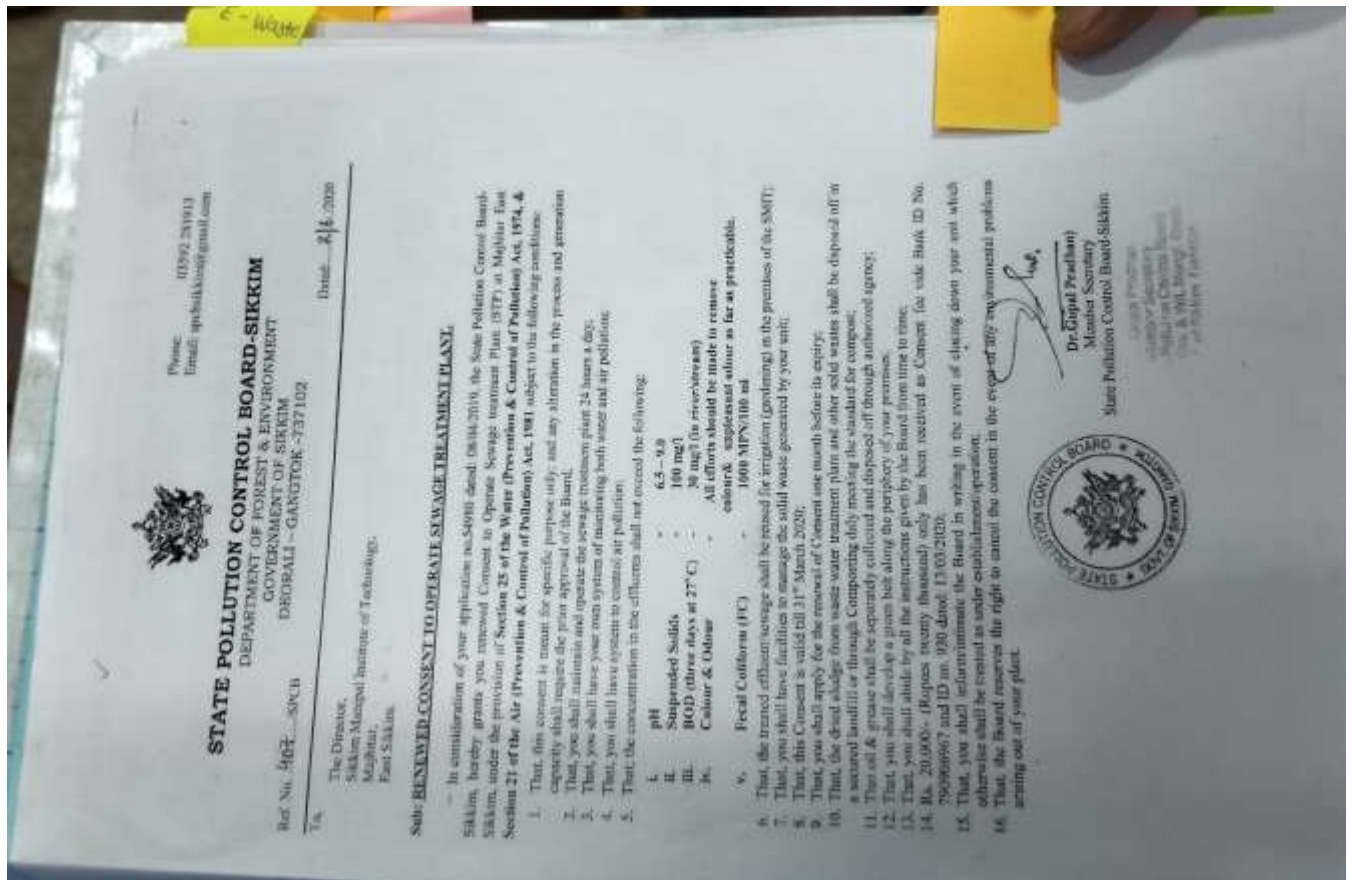 E - Waste
Phone: 03592 281913
Email: spcbsikkim@gmail.com
STATE POLLUTION CONTROL BOARD-SIKKIM
DEPARTMENT OF FOREST & ENVIRONMENT
GOVERNMENT OF SIKKIM
DEORALI – GANGTOK -737102
Ref No. 407 /SPCB
Dated: 2/6/2020
To,
The Director,
Sikkim Manipal Institute of Technology,
Majhitar,
East Sikkim.
Sub: RENEWED CONSENT TO OPERATE SEWAGE TREATMENT PLANT.
In consideration of your application dated: 08/04/2019, the State Pollution Control Board-
Sikkim, hereby grants you renewed Consent to Operate Sewage treatment Plant (STP) at Majhitar East
Sikkim, under the provision of Section 25 of the Water (Prevention & Control of Pollution) Act, 1974, &
Section 21 of the Air (Prevention & Control of Pollution) Act, 1981 subject to the following conditions:
1. That, this consent is meant for specific purpose only; and any alteration in the process and generation
capacity shall require the prior approval of the Board;
2. That, you shall maintain and operate the sewage treatment plant 24 hours a day;
3. That, you shall have your own system of monitoring both water and air pollution;
4. That, you shall have system to control air pollution;
5. That, the concentration in the effluents shall not exceed the following:
i. pH - 6.5 – 9.0
ii. Suspended Solids - 100 mg/l
iii. BOD (three days at 27°C) - 30 mg/l (in river/stream)
iv. Colour & Odour - All efforts should be made to remove
colour& unpleasant odour as far as practicable.
v. Fecal Coliform (FC) - 1000 MPN/100 ml
6. That, the treated effluent/sewage shall be reused for irrigation (gardening) in the premises of the SMIT;
7. That, you shall have facilities to manage the solid waste generated by your unit;
8. That, this Consent is valid till 31st March 2020;
9. That, you shall apply for the renewal of Consent one month before its expiry;
10. That, the dried sludge from waste water treatment plant and other solid wastes shall be disposed off in
a secured landfill or through Composting duly meeting the standard for compost;
11. That oil & grease shall be separately collected and disposed off through authorized agency;
12. That, you shall develop a green belt along the periphery of your premises;
13. That, you shall abide by all the instructions given by the Board from time to time;
14. Rs. 20,000/- (Rupees twenty thousand) only has been received as Consent fee vide Bank ID No.
790966967 and ID no. 090 dated: 13/03/2020;
15. That, you shall inform/intimate the Board in writing in the event of closing down your unit which
otherwise shall be treated as under establishment/operation;
16. That, the Board reserves the right to cancel the consent in the event of any environmental problems
arising out of your plant.
Dr.Gopal Pradhan)
Member Secretary
State Pollution Control Board-Sikkim
STATE POLLUTION CONTROL BOARD